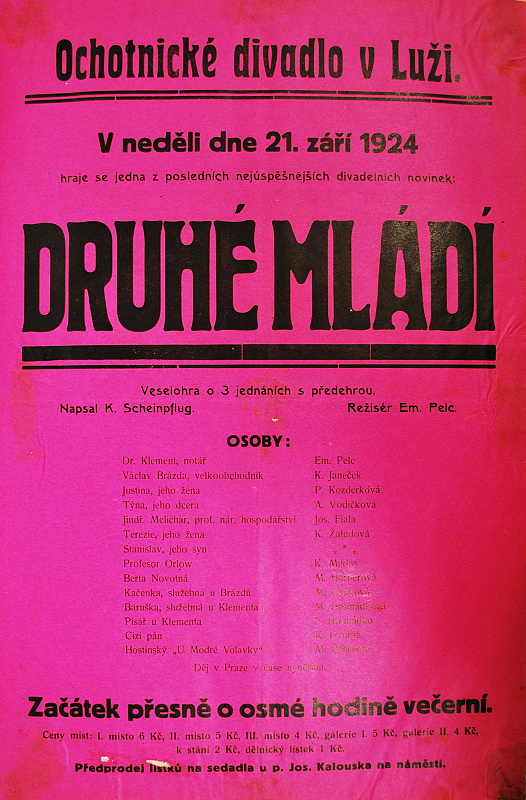 Ochotnické divadlo v Luži.
V neděli dne 21. září 1924
hraje se jedna z posledních nejúspěšnějších divadelních novinek:
DRUHÉ MLÁDÍ
Veselohra o 3 jednáních s předehrou.
Napsal K. Scheinpflug. Režisér Em. Pelc.
OSOBY:
Dr. Klement, notář Em. Pelc
Václav Brázda, velkoobchodník K. Janeček
Justina, jeho žena P. Kozderková
Týna, jeho dcera A. Vodičková
Jindř. Melichar, prof. nár. hospodářství Jos. Fiala
Terezie, jeho žena K. Žaludová
Stanislav, jeho syn * * *
Profesor Orlow K. Miklas
Berta Novotná M.
Kačenka, služebná u Brázdů M.
Baruška, služebná u Klementa M.
Písař u Klementa
Cizí pán K.
Hostinský „U Modré Volavky" M.
Děj v Praze v čase nynějším.
Začátek přesně o osmé hodině večerní.
Ceny míst: I. místo 6 Kč, II. místo 5 Kč, III. místo 4 Kč, galerie I. 5 Kč, galerie II. 4 Kč,
k stání 2 Kč, dělnický lístek 1 Kč.
Předprodej lístků na sedadla u p. Jos. Kalouska na náměstí.